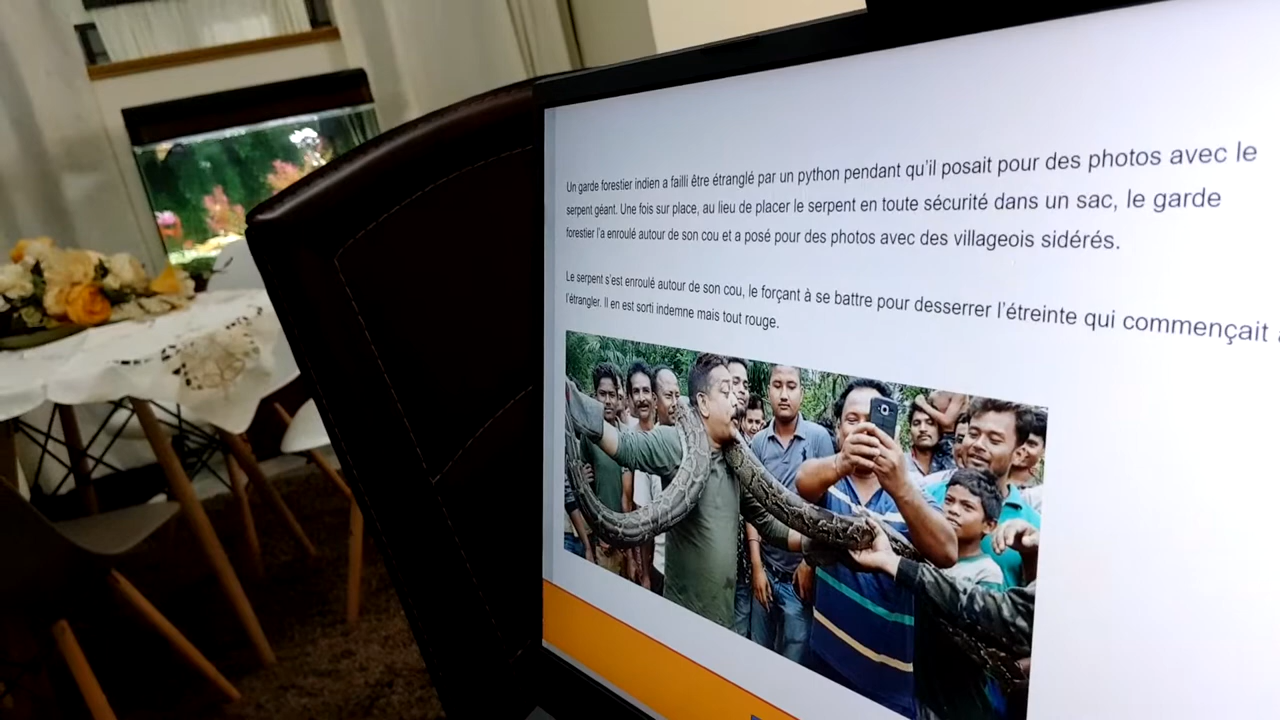 Un garde forestier indien a failli être étranglé par un python pendant qu'il posait pour des photos avec le
serpent géant. Une fois sur place, au lieu de placer le serpent en toute sécurité dans un sac, le garde
forestier l'a enroulé autour de son cou et a posé pour des photos avec des villageois sidérés.
Le serpent s'est enroulé autour de son cou, le forçant à se battre pour desserrer l'étreinte qui commençait à
l'étrangler. Il en est sorti indemne mais tout rouge.